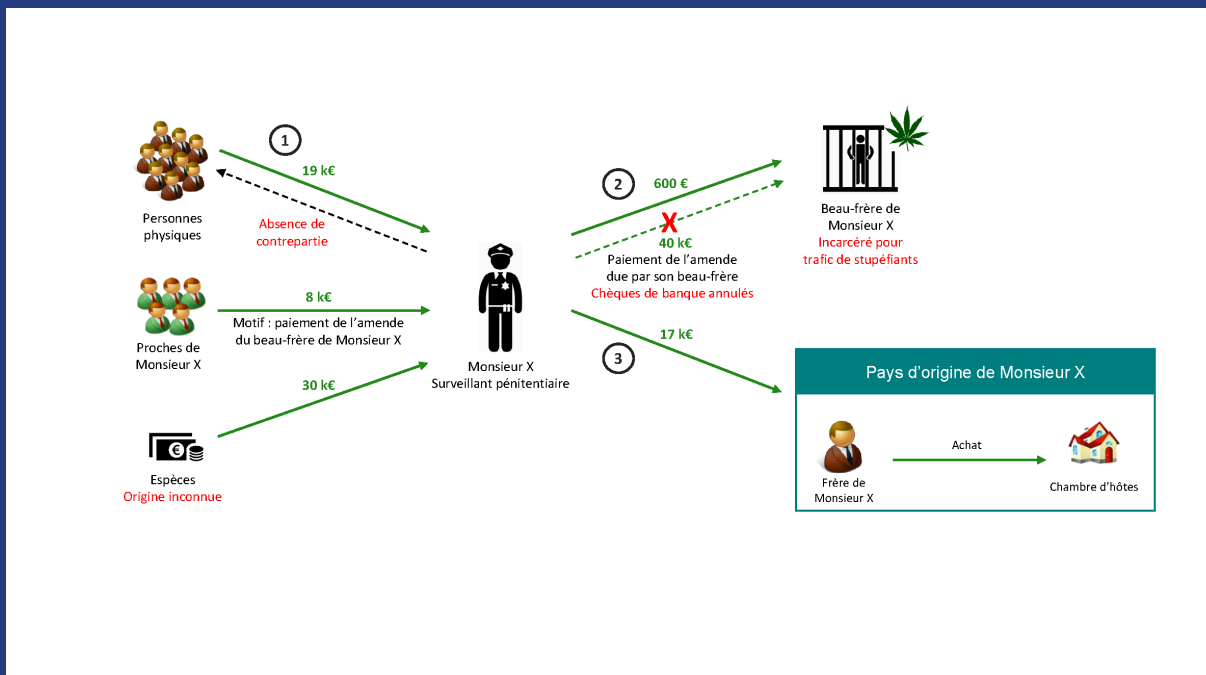 1
19 k€
Absence de
contrepartie
Personnes
physiques
8 k€
Motif : paiement de l'amende
du beau-frère de Monsieur X
Proches de
Monsieur X
30 k€
€
Espèces
Origine inconnue
Monsieur X
Surveillant pénitentiaire
2
600 €
X
40 k€
Paiement de l'amende
due par son beau-frère
Chèques de banque annulés
Beau-frère de
Monsieur X
Incarcéré pour
trafic de stupéfiants
17 k€
3
Pays d'origine de Monsieur X
Achat
Frère de
Monsieur X
Chambre d'hôtes